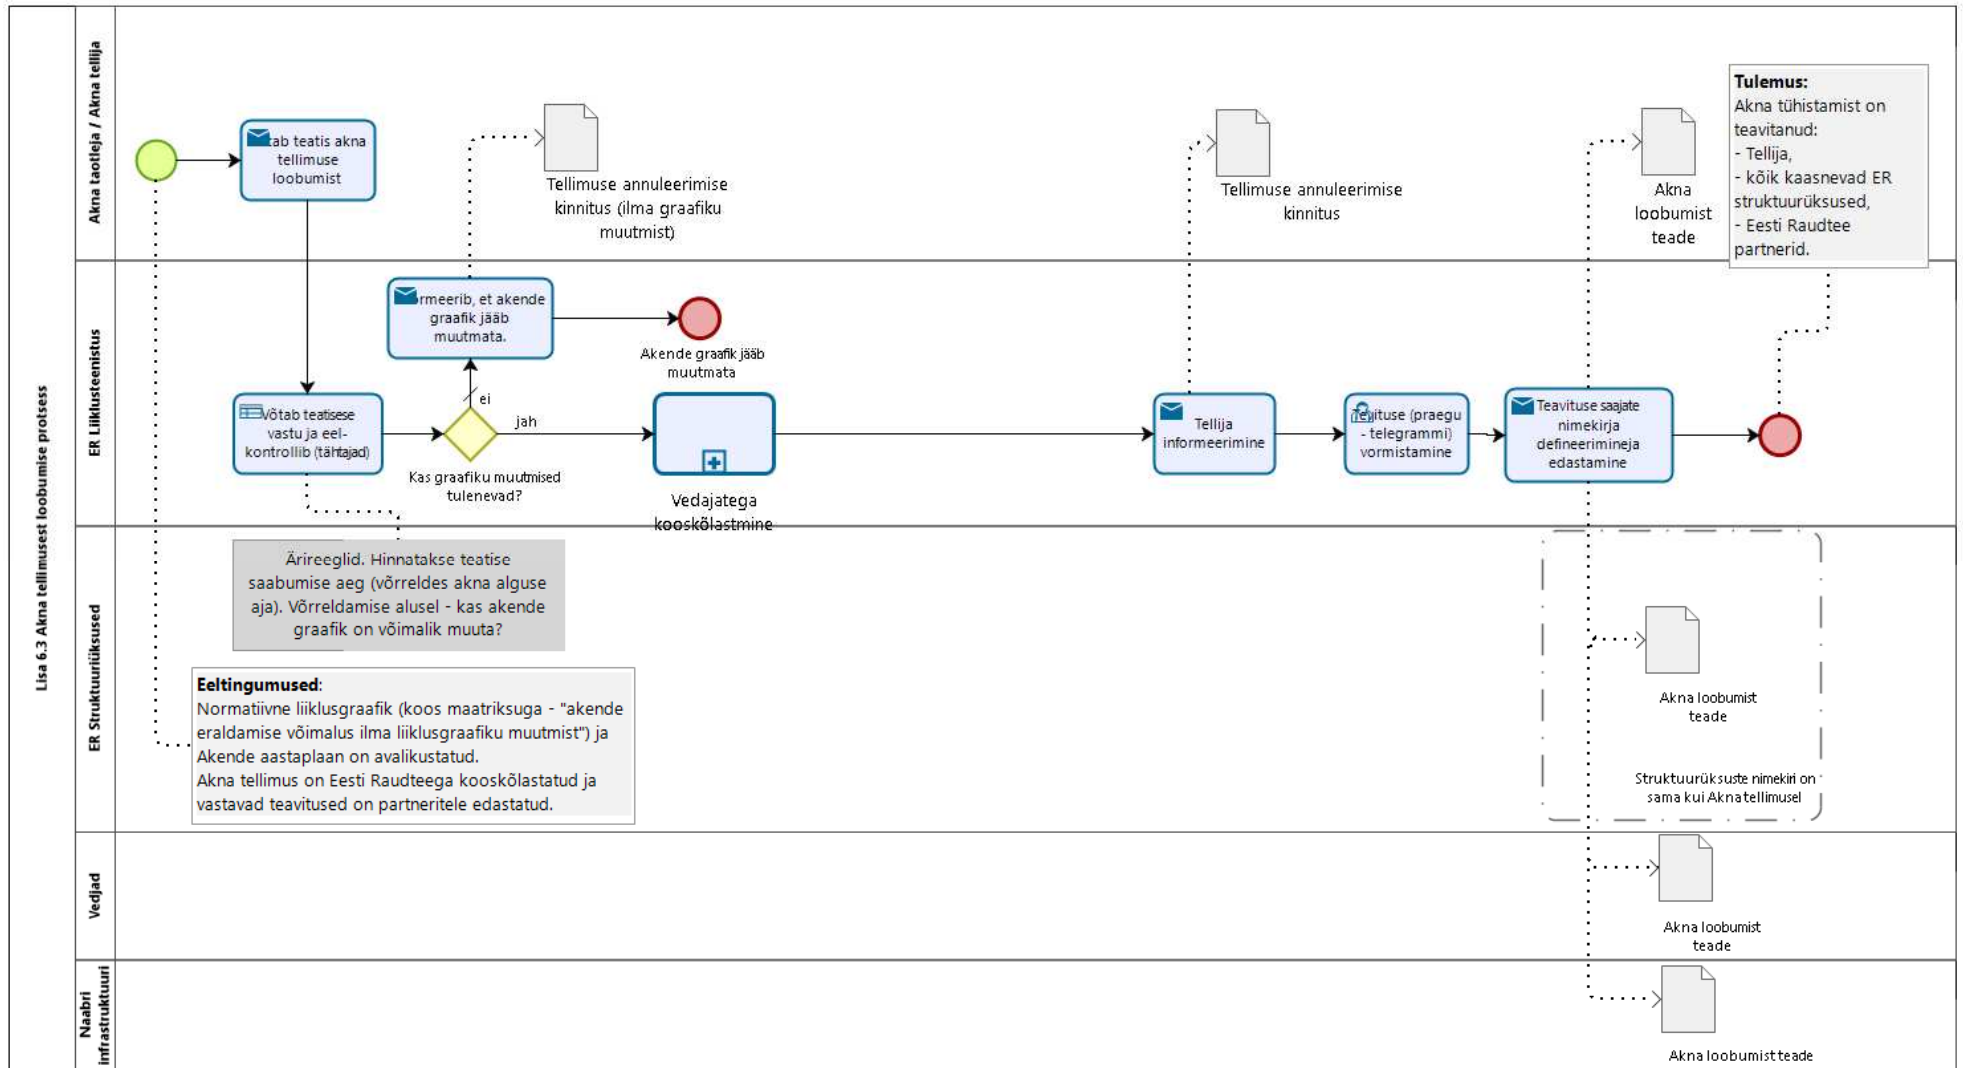 Lisa 6.3 Akna tellimusest loobumise protsess
Akna taotleja / Akna tellija
tab teatis akna
tellimuse
loobumist
Tellimuse annuleerimise
kinnitus (ilma graafiku
muutmist)
Tellimuse annuleerimise
kinnitus
Akna
loobumist
teade
Tulemus:
Akna tühistamist on
teavitanud:
- Tellija,
- kõik kaasnevad ER
struktuurüksused,
- Eesti Raudtee
partnerid.
ER Liiklusteenistus
rmeerib, et akende
graafik jääb
muutmata.
Akende graafik jääb
muutmata
Võtab teatisese
vastu ja eel-
kontrollib (tähtajad)
ei
jah
Kas graafiku muutmised
tulenevad?
Vedajatega
kooskõlastmine
Tellija
informeerimine
(praegu
- telegrammi)
vormistamine
Teavituse saajate
nimekirja
defineerimineja
edastamine
ER Struktuuriüksused
Ärireeglid. Hinnatakse teatise
saabumise aeg (võrreldes akna alguse
aja). Võrreldamise alusel - kas akende
graafik on võimalik muuta?
Eeltingumused:
Normatiivne liiklusgraafik (koos maatriksuga - "akende
eraldamise võimalus ilma liiklusgraafiku muutmist") ja
Akende aastaplaan on avalikustatud.
Akna tellimus on Eesti Raudteega kooskõlastatud ja
vastavad teavitused on partneritele edastatud.
Akna loobumist
teade
Struktuurüksuste nimekiri on
sama kui Akna tellimusel
Vedjad
Akna loobumist
teade
Naabri
infrastruktuuri
Akna loobumist teade